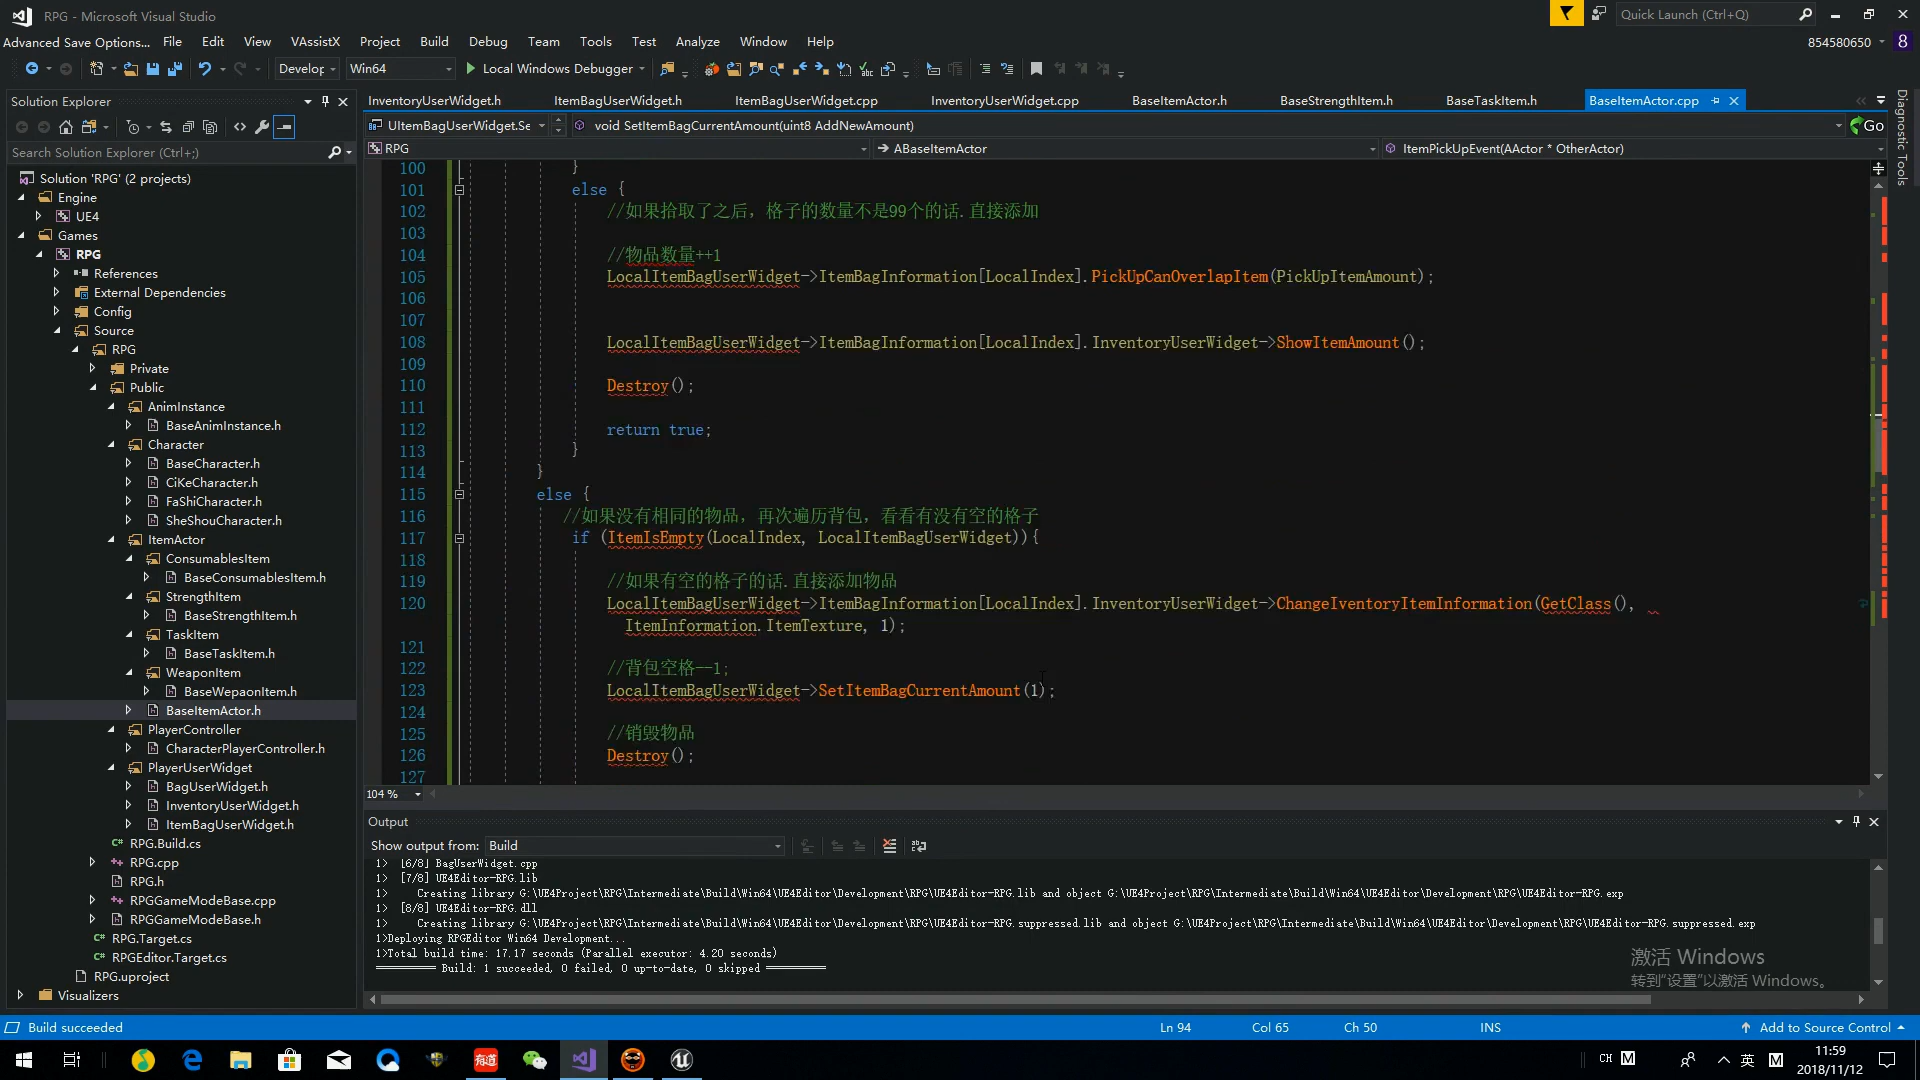 RPG - Microsoft Visual Studio
Quick Launch (Ctrl+Q)
Advanced Save Options... File Edit View VAssistX Project Build Debug Team Tools Test Analyze Window Help
854580650
8
Develop
Win64
Local Windows Debugger
Solution Explorer
Search Solution Explorer (Ctrl+;)
Solution 'RPG' (2 projects)
Engine
UE4
Games
RPG
References
External Dependencies
Config
Source
RPG
Private
Public
AnimInstance
BaseAnimInstance.h
Character
BaseCharacter.h
CiKeCharacter.h
FaShiCharacter.h
SheShouCharacter.h
ItemActor
ConsumablesItem
BaseConsumablesItem.h
StrengthItem
BaseStrengthItem.h
TaskItem
BaseTaskItem.h
WeaponItem
BaseWepaonItem.h
BaseItemActor.h
PlayerController
CharacterPlayerController.h
PlayerUserWidget
BagUserWidget.h
InventoryUserWidget.h
ItemBagUserWidget.h
RPG.Build.cs
RPG.cpp
RPG.h
RPGGameModeBase.cpp
RPGGameModeBase.h
RPG.Target.cs
RPGEditor.Target.cs
RPG.uproject
Visualizers
InventoryUserWidget.h ItemBagUserWidget.h ItemBagUserWidget.cpp InventoryUserWidget.cpp BaseItemActor.h BaseStrengthItem.h BaseTaskItem.h BaseItemActor.cpp
UItemBagUserWidget.Se
void SetItemBagCurrentAmount(uint8 AddNewAmount)
Go
RPG
ABaseItemActor
ItemPickUpEvent(AActor * OtherActor)
Diagnostic Tools
100 }
101 else {
102 //如果拾取了之后，格子的数量不是99个的话.直接添加
103
104 //物品数量++1
105 LocalItemBagUserWidget->ItemBagInformation[LocalIndex].PickUpCanOverlapItem(PickUpItemAmount);
106
107
108 LocalItemBagUserWidget->ItemBagInformation[LocalIndex].InventoryUserWidget->ShowItemAmount();
109
110 Destroy();
111
112 return true;
113 }
114 }
115 else {
116 //如果没有相同的物品，再次遍历背包，看看有没有空的格子
117 if (ItemIsEmpty(LocalIndex, LocalItemBagUserWidget)){
118
119 //如果有空的格子的话.直接添加物品
120 LocalItemBagUserWidget->ItemBagInformation[LocalIndex].InventoryUserWidget->ChangeIventoryItemInformation(GetClass(),
ItemInformation.ItemTexture, 1);
121
122 //背包空格--1;
123 LocalItemBagUserWidget->SetItemBagCurrentAmount(1);
124
125 //销毁物品
126 Destroy();
127
104 %
Output
Show output from: Build
1> [6/8] BagUserWidget.cpp
1> [7/8] UE4Editor-RPG.lib
1> Creating library G:\UE4Project\RPG\Intermediate\Build\Win64\UE4Editor\Development\RPG\UE4Editor-RPG.lib and object G:\UE4Project\RPG\Intermediate\Build\Win64\UE4Editor\Development\RPG\UE4Editor-RPG.exp
1> [8/8] UE4Editor-RPG.dll
1> Creating library G:\UE4Project\RPG\Intermediate\Build\Win64\UE4Editor\Development\RPG\UE4Editor-RPG.suppressed.lib and object G:\UE4Project\RPG\Intermediate\Build\Win64\UE4Editor\Development\RPG\UE4Editor-RPG.suppressed.exp
1>Deploying RPGEditor Win64 Development...
1>Total build time: 17.17 seconds (Parallel executor: 4.20 seconds)
========== Build: 1 succeeded, 0 failed, 0 up-to-date, 0 skipped ==========
激活 Windows
转到“设置”以激活 Windows。
Build succeeded
Ln 94
Col 65
Ch 50
INS
Add to Source Control
有道
CH M
英 M
11:59
2018/11/12